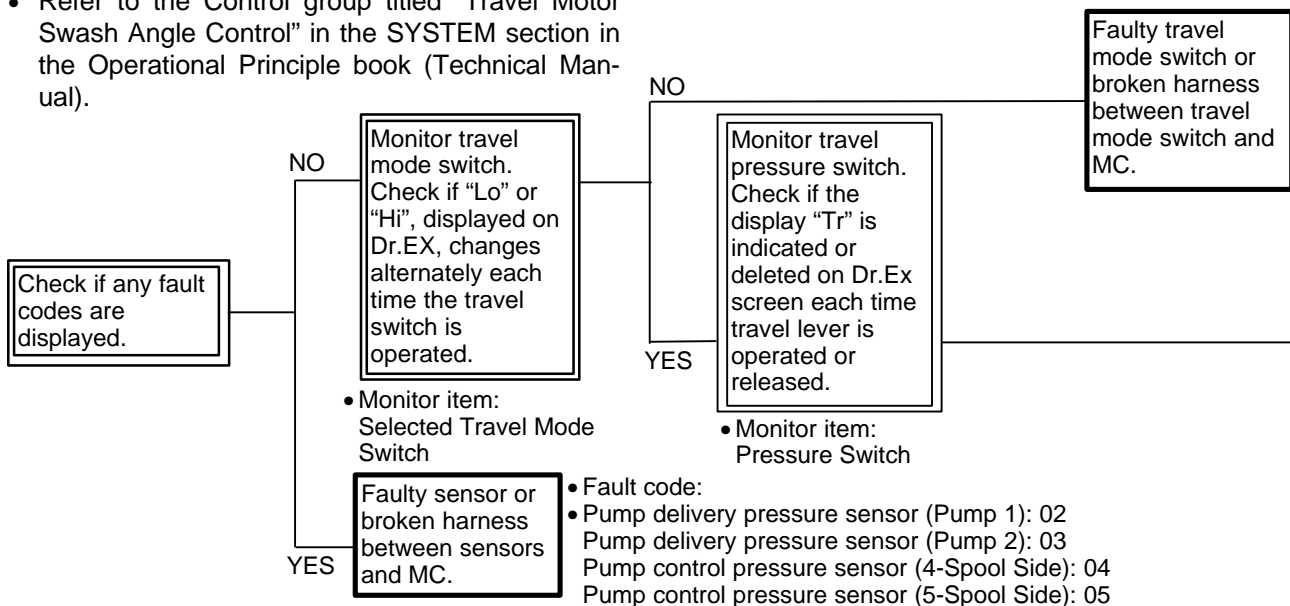 • Refer to the Control group titled “Travel Motor
Swash Angle Control” in the SYSTEM section in
the Operational Principle book (Technical Man-
ual).
Check if any fault
codes are
displayed.
NO
Monitor travel
mode switch.
Check if “Lo” or
“Hi”, displayed on
Dr.EX, changes
alternately each
time the travel
switch is
operated.
• Monitor item:
Selected Travel Mode
Switch
YES
Faulty sensor or
broken harness
between sensors
and MC.
• Fault code:
• Pump delivery pressure sensor (Pump 1): 02
Pump delivery pressure sensor (Pump 2): 03
Pump control pressure sensor (4-Spool Side): 04
Pump control pressure sensor (5-Spool Side): 05
NO
Faulty travel
mode switch or
broken harness
between travel
mode switch and
MC.
YES
Monitor travel
pressure switch.
Check if the
display “Tr” is
indicated or
deleted on Dr.Ex
screen each time
travel lever is
operated or
released.
• Monitor item:
Pressure Switch